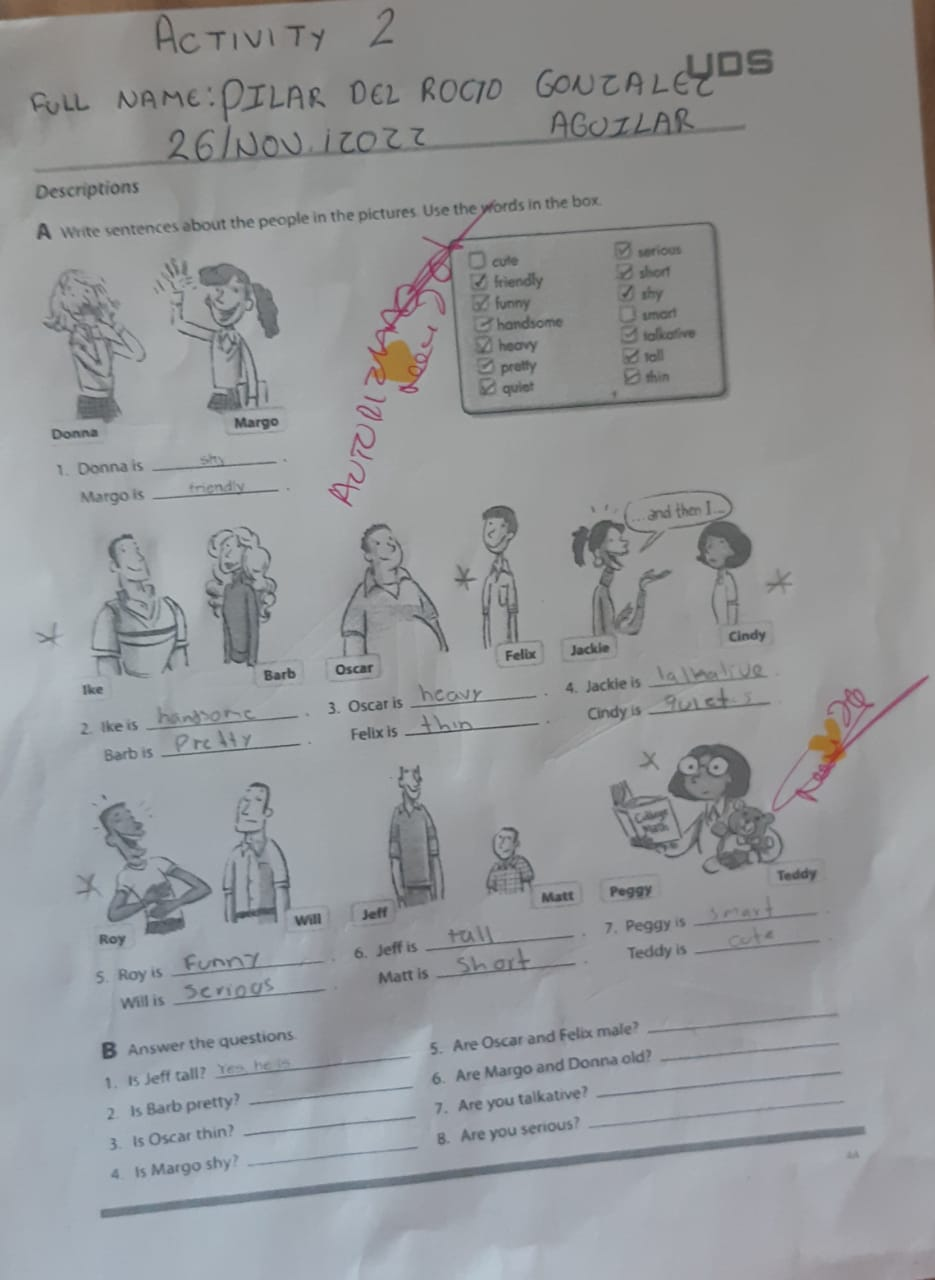 ACTIVITY 2
UDS
FULL NAME: PILAR DEL ROCIO GONZALEZ
AGUILAR
26/NOV./2022
Descriptions
A Write sentences about the people in the pictures. Use the words in the box.
cute
friendly
funny
handsome
heavy
pretty
quiet
serious
short
shy
smart
talkative
tall
thin
Donna
Margo
1. Donna is shy.
Margo is friendly.
...and then I...
Ike
Barb
Oscar
Felix
Jackie
Cindy
2. Ike is hansome.
Barb is Pretty.
3. Oscar is heavy.
Felix is thin.
4. Jackie is talkative.
Cindy is quiet.
College Math
Roy
Will
Jeff
Matt
Peggy
Teddy
5. Roy is Funny.
Will is Serious.
6. Jeff is tall.
Matt is Short.
7. Peggy is smart.
Teddy is cute.
B Answer the questions.
1. Is Jeff tall? Yes, he is
2. Is Barb pretty?
3. Is Oscar thin?
4. Is Margo shy?
5. Are Oscar and Felix male?
6. Are Margo and Donna old?
7. Are you talkative?
8. Are you serious?